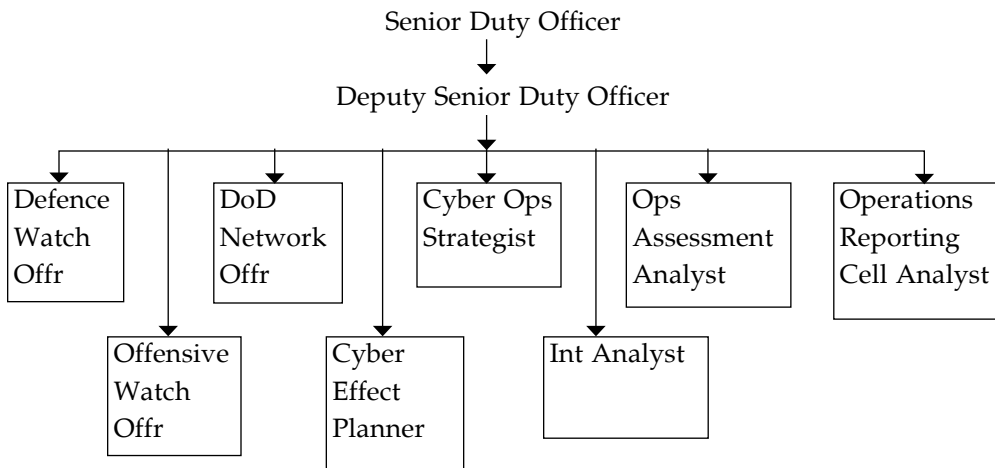 Senior Duty Officer
Deputy Senior Duty Officer
Defence
Watch
Offr
DoD
Network
Offr
Cyber Ops
Strategist
Ops
Assessment
Analyst
Operations
Reporting
Cell Analyst
Offensive
Watch
Offr
Cyber
Effect
Planner
Int Analyst